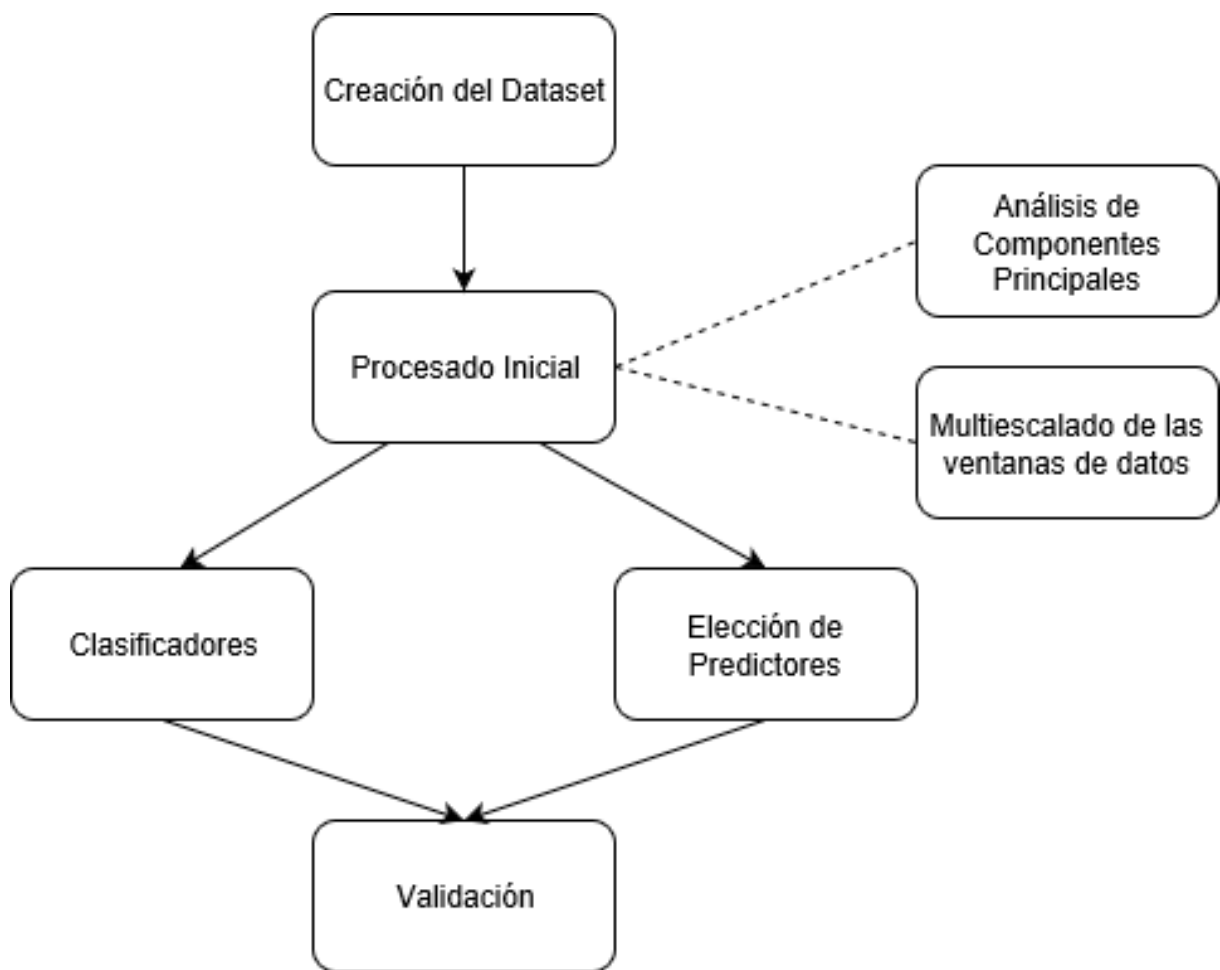 Creación del Dataset
Análisis de
Componentes
Principales
Procesado Inicial
Multiescalado de las
ventanas de datos
Clasificadores
Elección de
Predictores
Validación